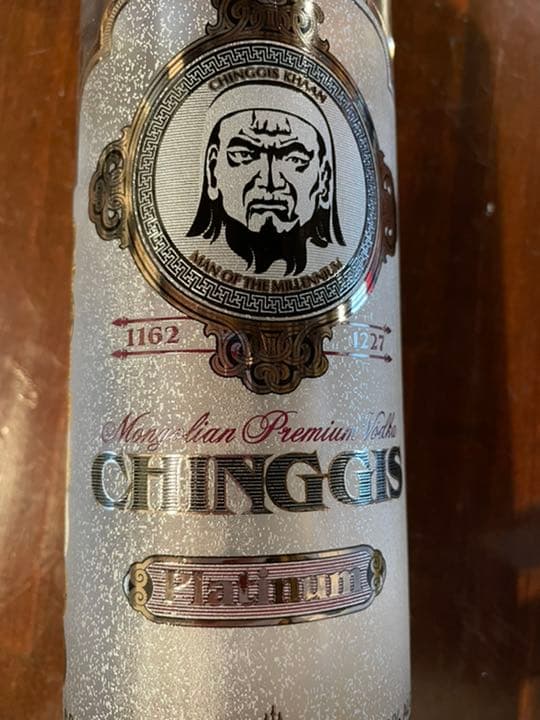 CHINGGIS KHAAN
MAN OF THE MILLENNIUM
1162 1227
Mongolian Premium Vodka
CHINGGIS
Platinum